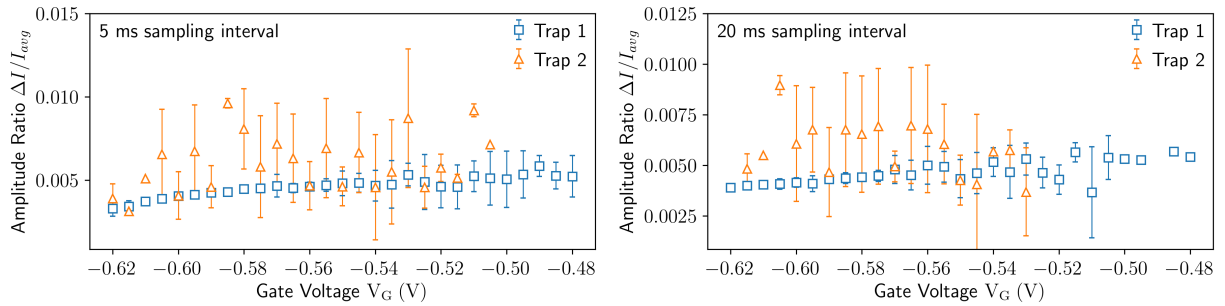 0.015
0.010
0.005
Amplitude Ratio ΔI/I_avg
5 ms sampling interval
Trap 1
Trap 2
−0.62 −0.60 −0.58 −0.56 −0.54 −0.52 −0.50 −0.48
Gate Voltage V_G (V)
0.0125
0.0100
0.0075
0.0050
0.0025
Amplitude Ratio ΔI/I_avg
20 ms sampling interval
Trap 1
Trap 2
−0.62 −0.60 −0.58 −0.56 −0.54 −0.52 −0.50 −0.48
Gate Voltage V_G (V)